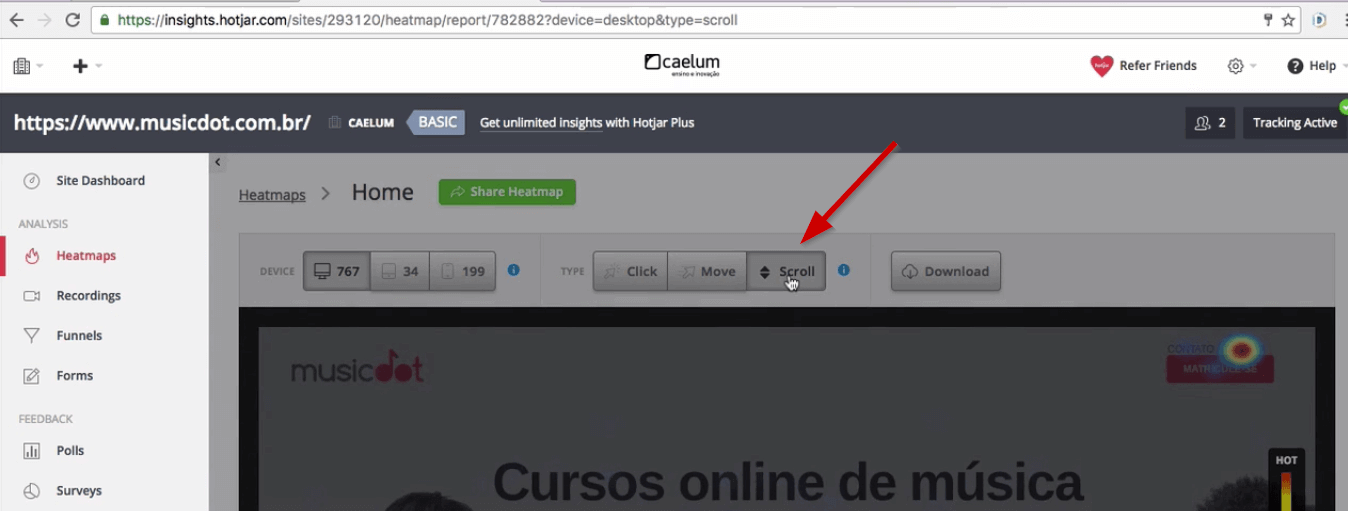 https://insights.hotjar.com/sites/293120/heatmap/report/782882?device=desktop&type=scroll
caelum
ensino e inovação
hotjar
Refer Friends
Help
https://www.musicdot.com.br/
CAELUM
BASIC
Get unlimited insights with Hotjar Plus
2
Tracking Active
Site Dashboard
ANALYSIS
Heatmaps
Recordings
Funnels
Forms
FEEDBACK
Polls
Surveys
Heatmaps > Home
Share Heatmap
DEVICE
767
34
199
TYPE
Click
Move
Scroll
Download
musicdot
CONTATO
MATRICULE-SE
Cursos online de música
HOT